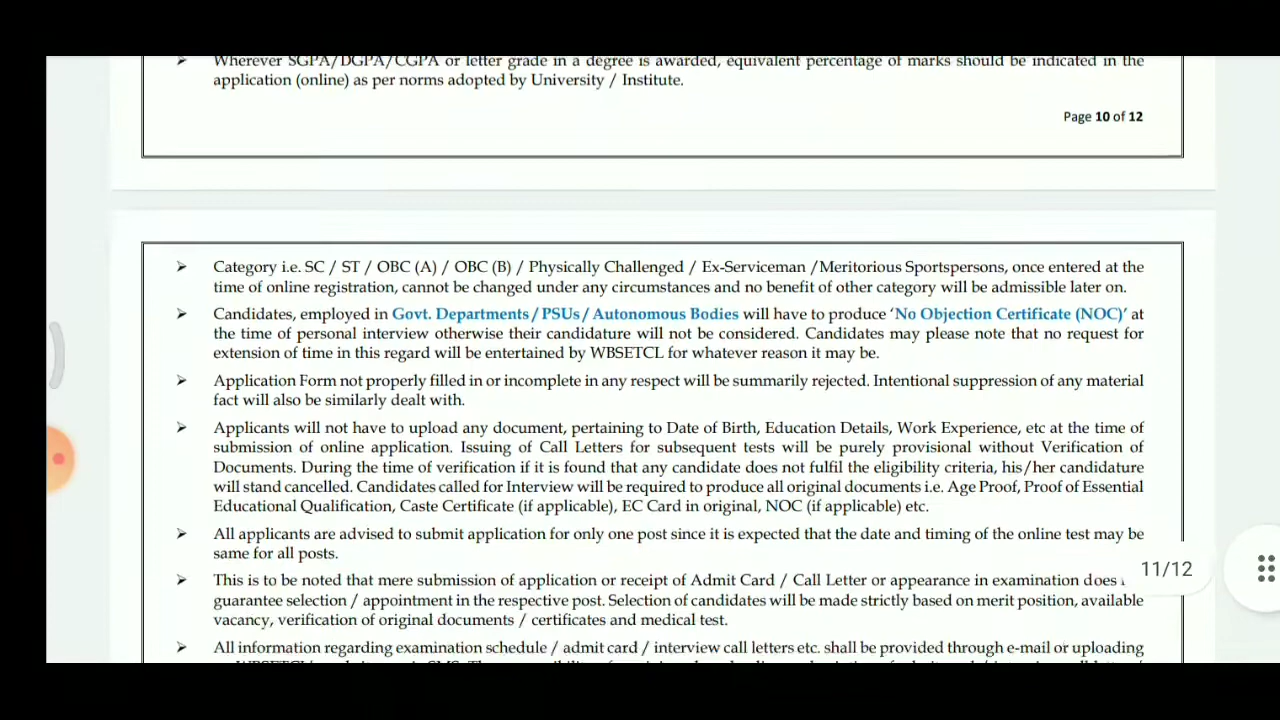 Wherever SGPA/DGPA/CGPA or letter grade in a degree is awarded, equivalent percentage of marks should be indicated in the
application (online) as per norms adopted by University / Institute.
Page 10 of 12
➢ Category i.e. SC / ST / OBC (A) / OBC (B) / Physically Challenged / Ex-Serviceman /Meritorious Sportspersons, once entered at the
time of online registration, cannot be changed under any circumstances and no benefit of other category will be admissible later on.
➢ Candidates, employed in Govt. Departments/PSUs/Autonomous Bodies will have to produce 'No Objection Certificate (NOC)' at
the time of personal interview otherwise their candidature will not be considered. Candidates may please note that no request for
extension of time in this regard will be entertained by WBSETCL for whatever reason it may be.
➢ Application Form not properly filled in or incomplete in any respect will be summarily rejected. Intentional suppression of any material
fact will also be similarly dealt with.
➢ Applicants will not have to upload any document, pertaining to Date of Birth, Education Details, Work Experience, etc at the time of
submission of online application. Issuing of Call Letters for subsequent tests will be purely provisional without Verification of
Documents. During the time of verification if it is found that any candidate does not fulfil the eligibility criteria, his/her candidature
will stand cancelled. Candidates called for Interview will be required to produce all original documents i.e. Age Proof, Proof of Essential
Educational Qualification, Caste Certificate (if applicable), EC Card in original, NOC (if applicable) etc.
➢ All applicants are advised to submit application for only one post since it is expected that the date and timing of the online test may be
same for all posts.
➢ This is to be noted that mere submission of application or receipt of Admit Card / Call Letter or appearance in examination does
guarantee selection / appointment in the respective post. Selection of candidates will be made strictly based on merit position, available
vacancy, verification of original documents / certificates and medical test.
11/12
➢ All information regarding examination schedule / admit card / interview call letters etc. shall be provided through e-mail or uploading